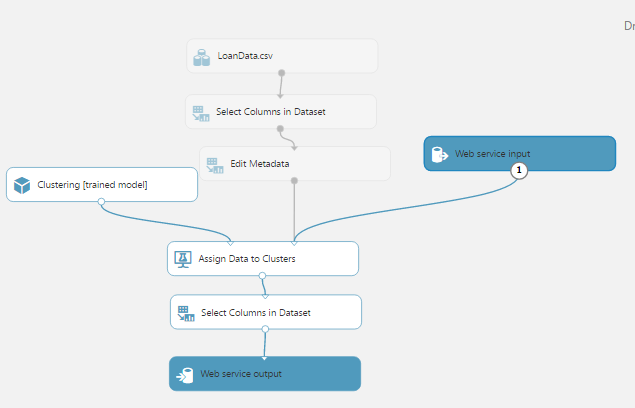 Dr
LoanData.csv
Select Columns in Dataset
Edit Metadata
Web service input
1
Clustering [trained model]
Assign Data to Clusters
Select Columns in Dataset
Web service output